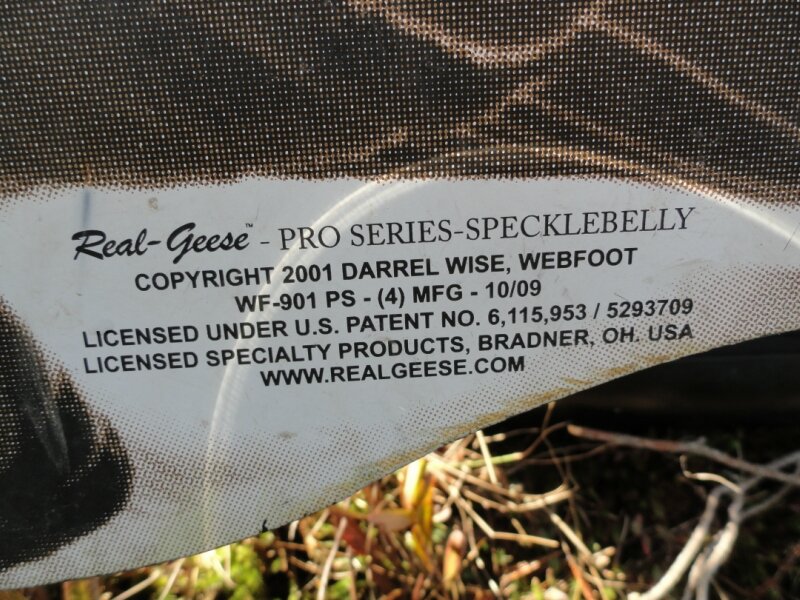 Real-Geese™ - PRO SERIES-SPECKLEBELLY
COPYRIGHT 2001 DARREL WISE, WEBFOOT
WF-901 PS - (4) MFG - 10/09
LICENSED UNDER U.S. PATENT NO. 6,115,953 / 5293709
LICENSED SPECIALTY PRODUCTS, BRADNER, OH. USA
WWW.REALGEESE.COM